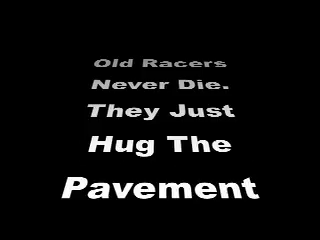 Old Racers
Never Die.
They Just
Hug The
Pavement